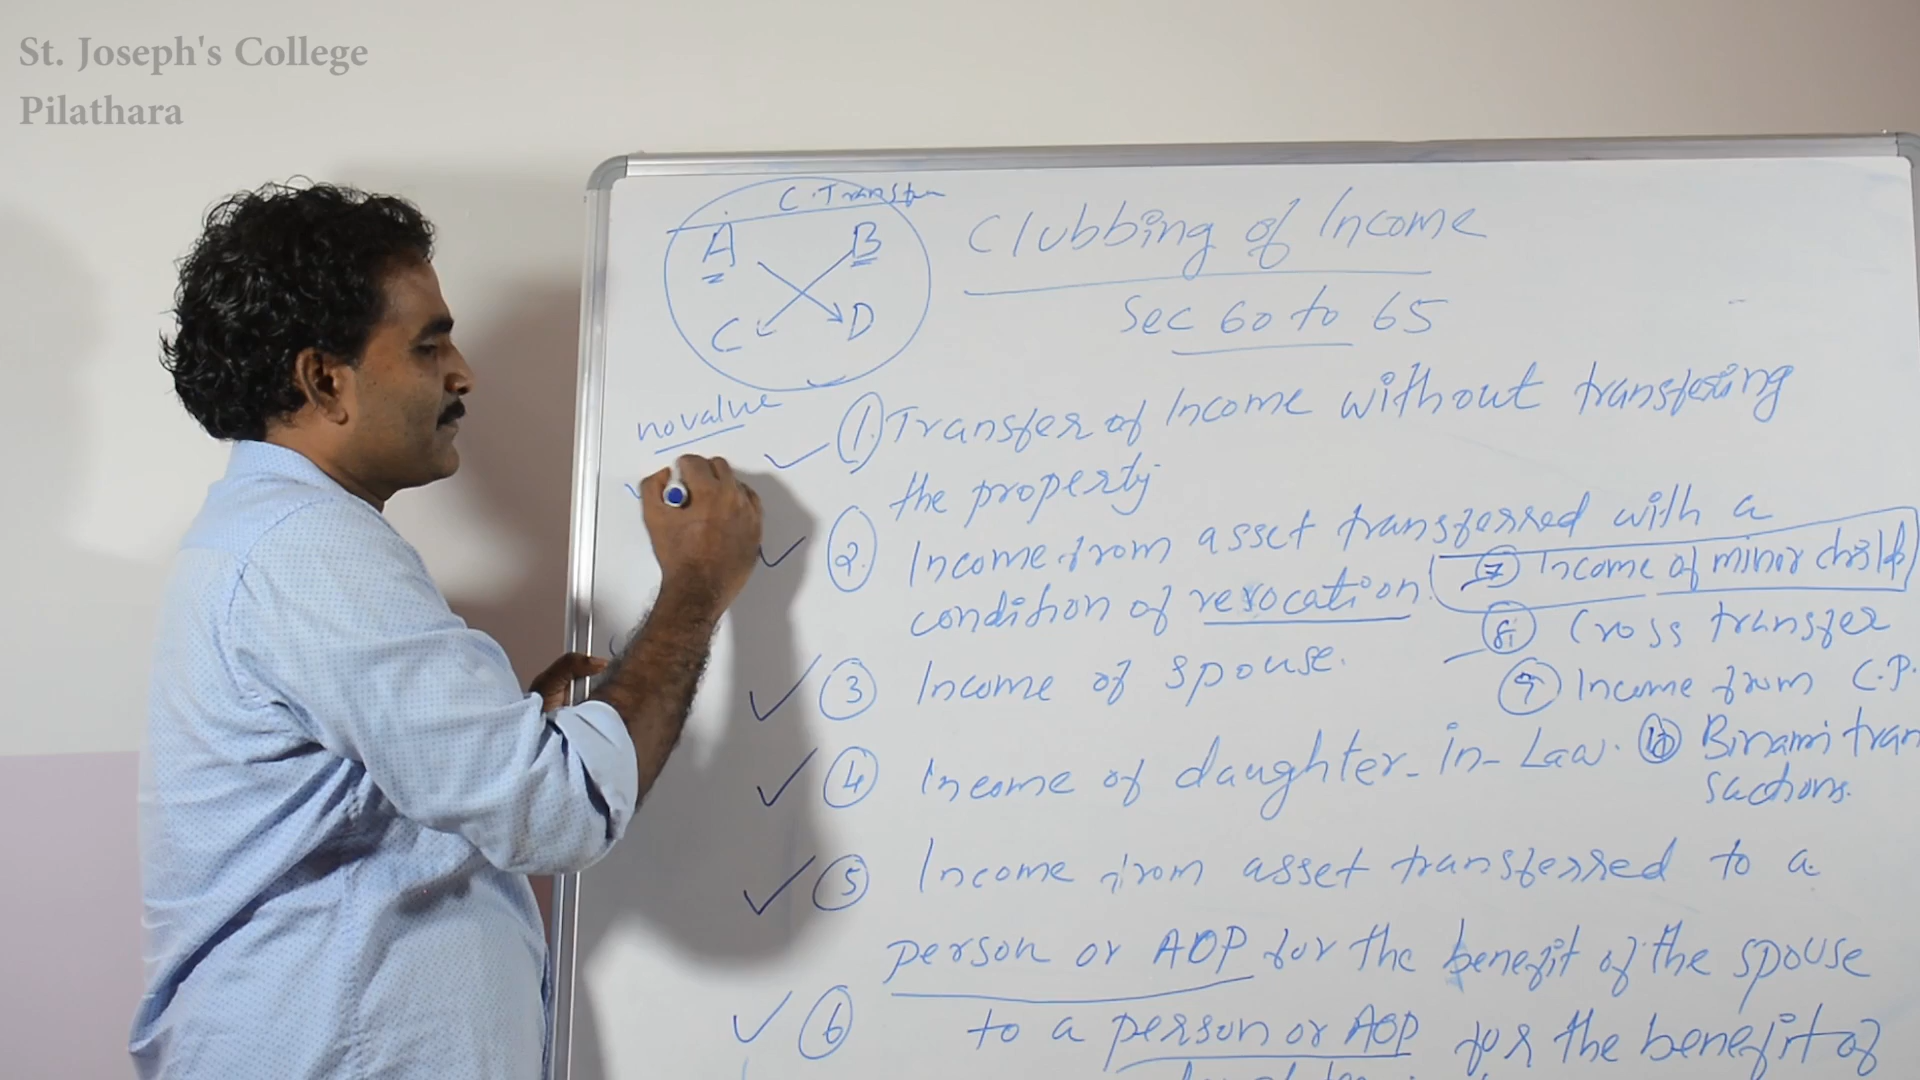 St. Joseph's College
Pilathara
C. Transfer
A B
C D
Clubbing of Income
Sec 60 to 65
no value
1. Transfer of Income without transfering
the property
2. Income from asset transferred with a
condition of revocation.
7 Income of minor child
8 Cross transfer
3 Income of spouse.
9 Income from C.P.
4 Income of daughter-in-Law.
10 Binami tran
sactions.
5 Income from asset transferred to a
person or AOP for the benefit of the spouse
6 to a person or AOP for the benefit of